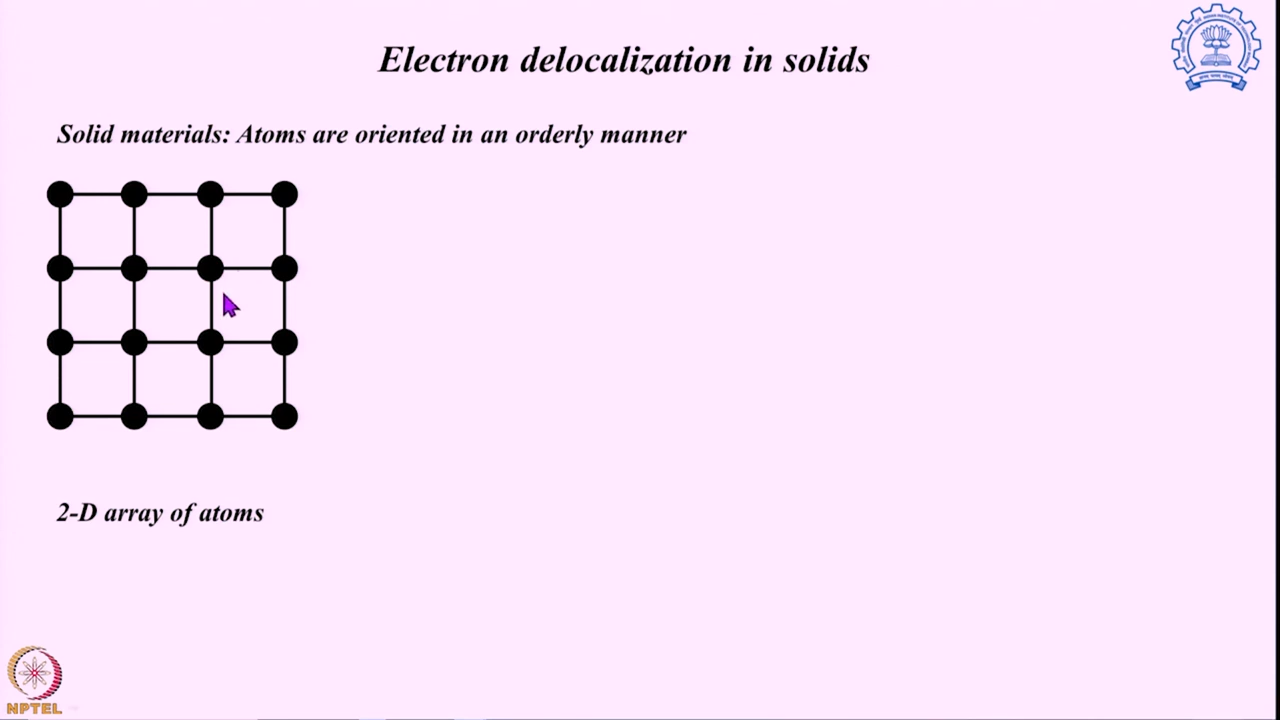 Electron delocalization in solids
Solid materials: Atoms are oriented in an orderly manner
2-D array of atoms
NPTEL